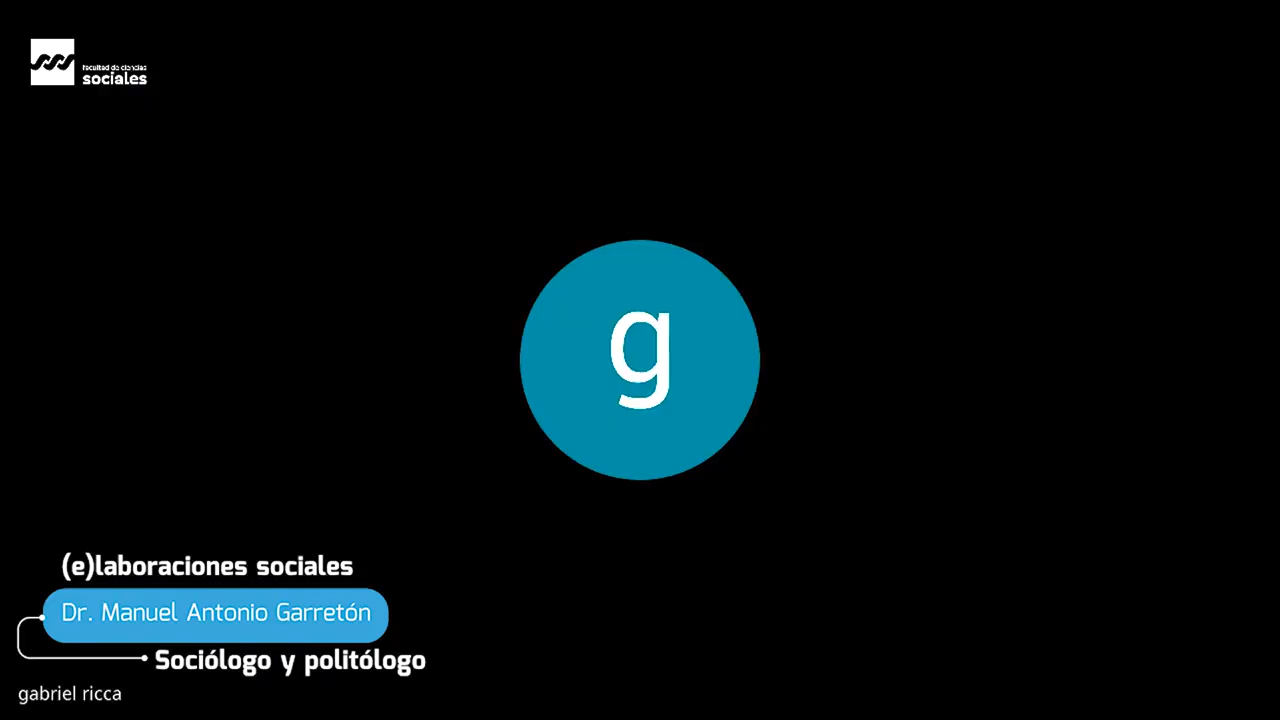 facultad de ciencias
sociales
g
(e)laboraciones sociales
Dr. Manuel Antonio Garretón
Sociólogo y politólogo
gabriel ricca